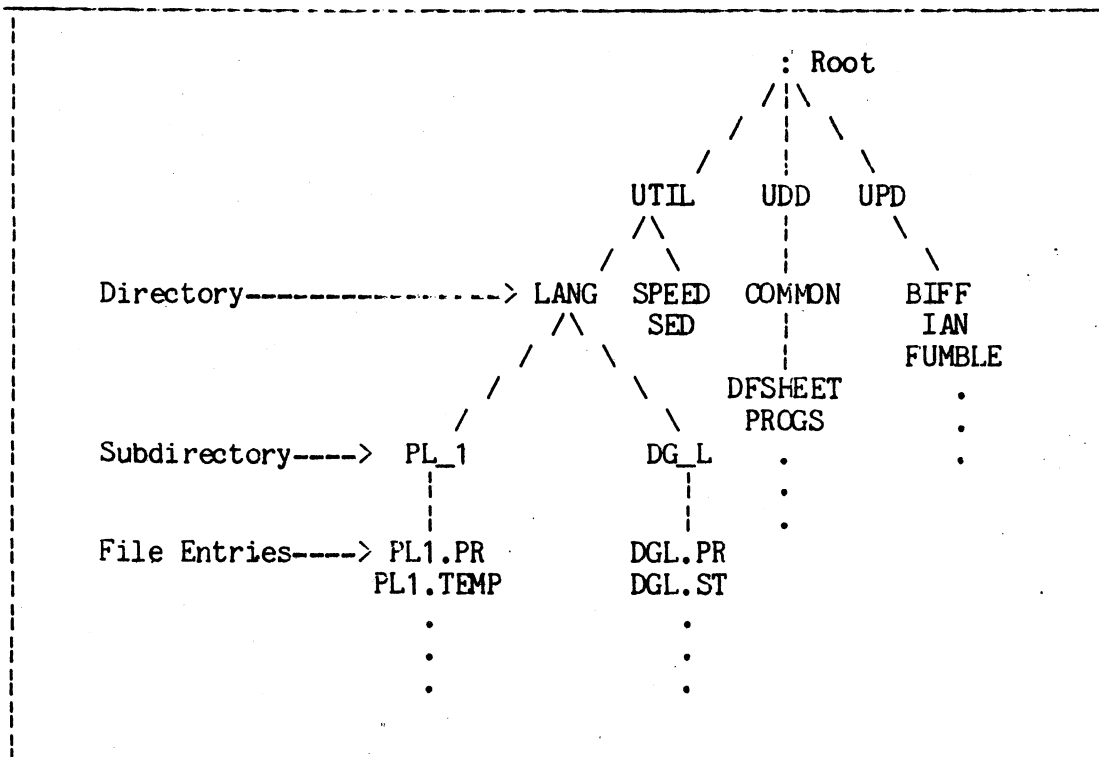 : Root
UTIL UDD UPD
Directory----------------> LANG SPEED COMMON BIFF
SED IAN
FUMBLE
DFSHEET
PROGS
Subdirectory----> PL_1 DG_L
File Entries----> PL1.PR DGL.PR
PL1.TEMP DGL.ST